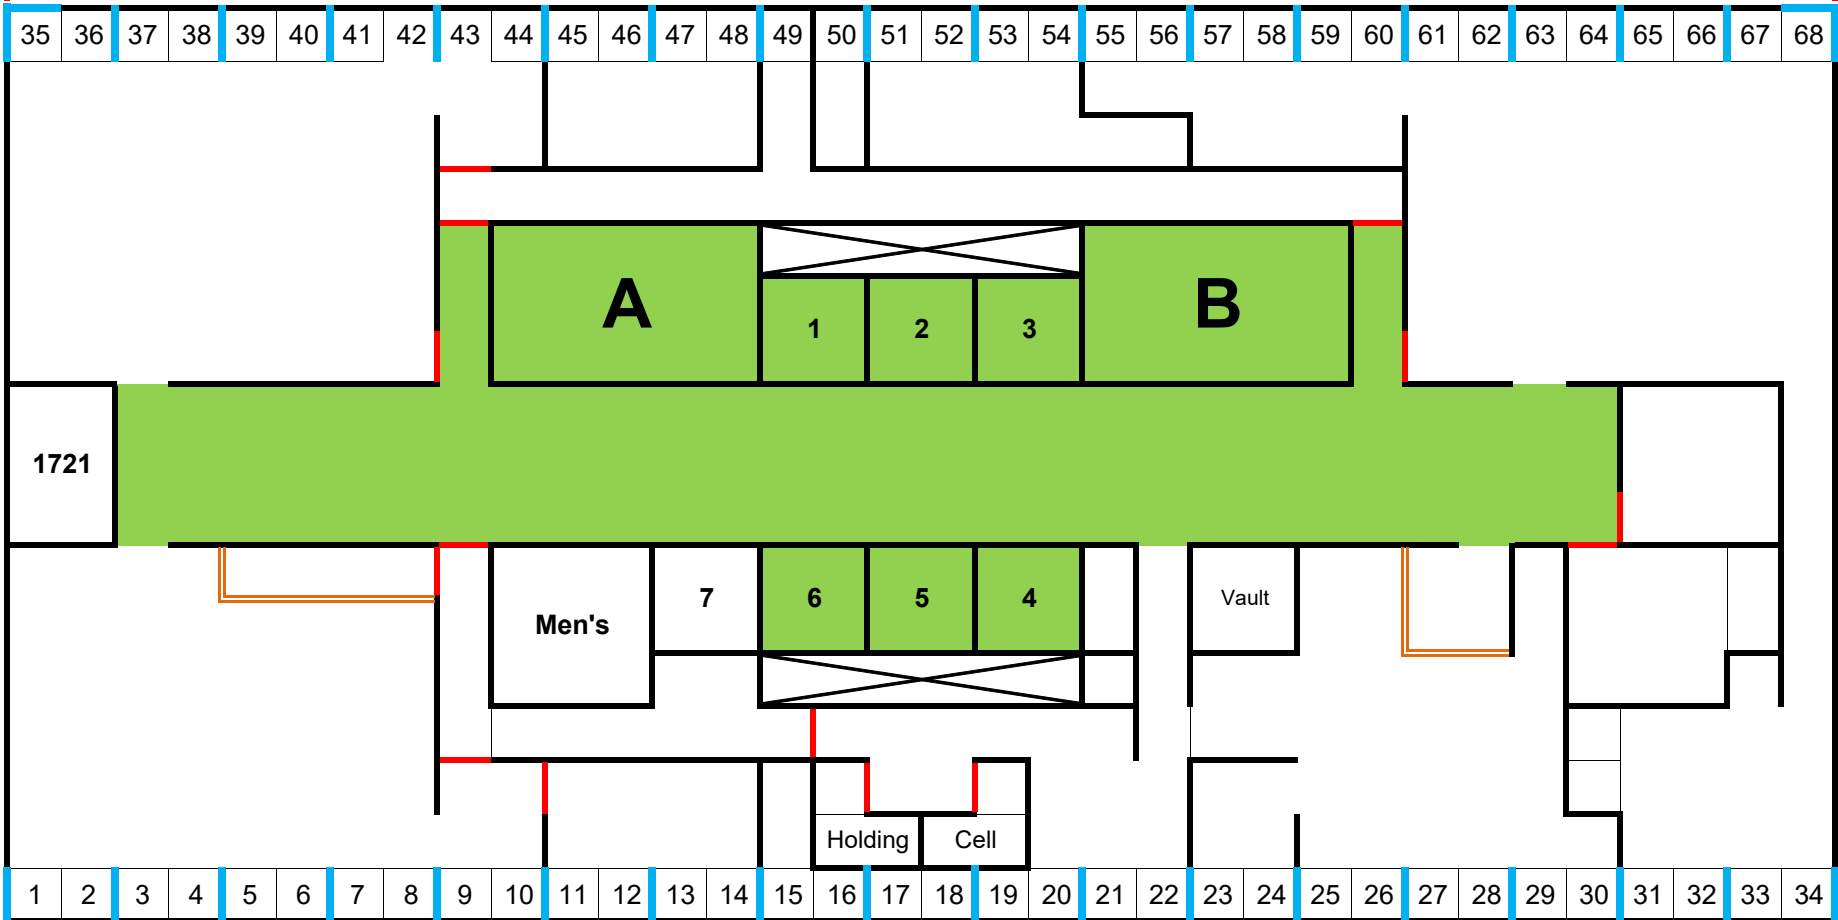 35 36 37 38 39 40 41 42 43 44 45 46 47 48 49 50 51 52 53 54 55 56 57 58 59 60 61 62 63 64 65 66 67 68
A B
1 2 3
1721
7 6 5 4 Vault
Men's
Holding Cell
1 2 3 4 5 6 7 8 9 10 11 12 13 14 15 16 17 18 19 20 21 22 23 24 25 26 27 28 29 30 31 32 33 34